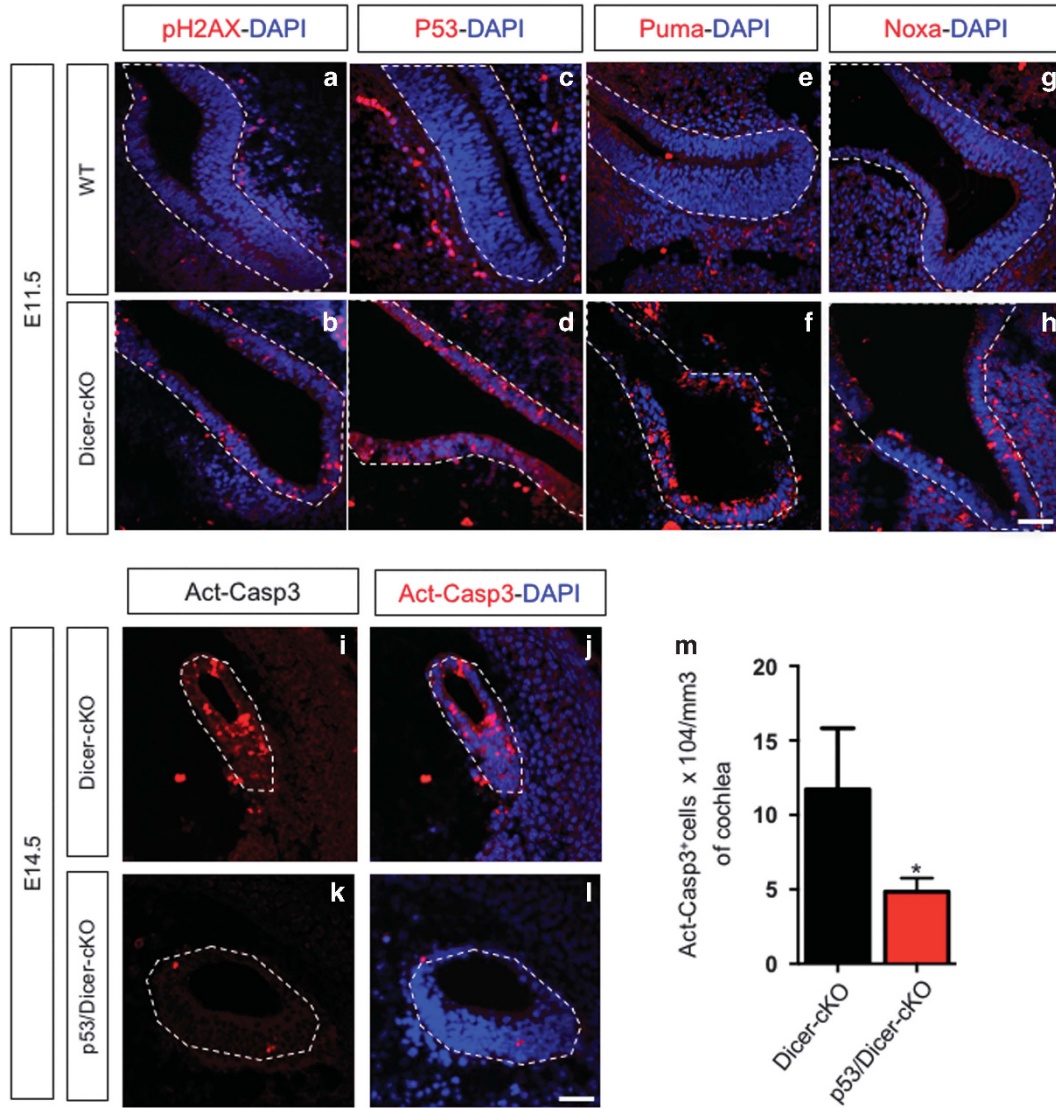 pH2AX-DAPI
P53-DAPI
Puma-DAPI
Noxa-DAPI
E11.5
WT
a
c
e
g
Dicer-cKO
b
d
f
h
Act-Casp3
Act-Casp3-DAPI
E14.5
Dicer-cKO
i
j
p53/Dicer-cKO
k
l
m
Act-Casp3+cells x 104/mm3
of cochlea
20
15
10
5
0
*
Dicer-cKO
p53/Dicer-cKO